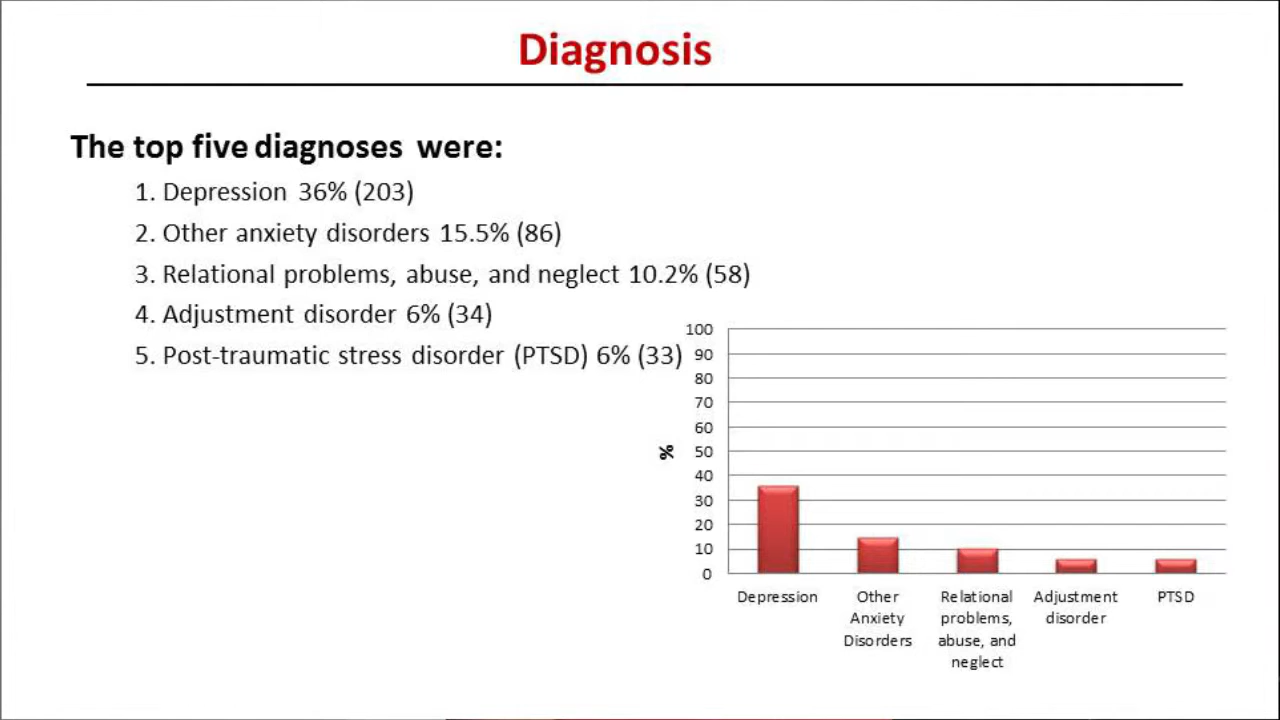 Diagnosis
The top five diagnoses were:
1. Depression 36% (203)
2. Other anxiety disorders 15.5% (86)
3. Relational problems, abuse, and neglect 10.2% (58)
4. Adjustment disorder 6% (34)
5. Post-traumatic stress disorder (PTSD) 6% (33)
%
100
90
80
70
60
50
40
30
20
10
0
Depression
Other
Anxiety
Disorders
Relational
problems,
abuse, and
neglect
Adjustment
disorder
PTSD